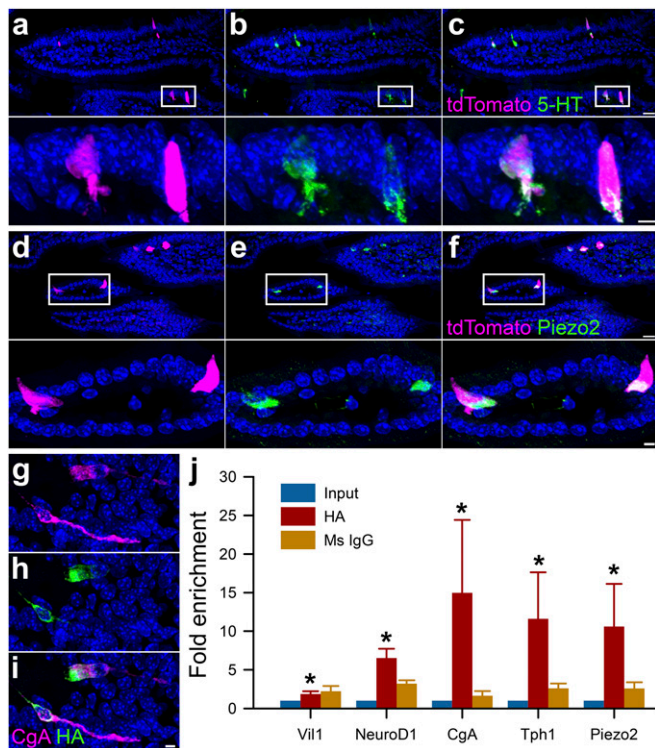 a
b
c
tdTomato 5-HT
d
e
f
tdTomato Piezo2
g
h
i
CgA HA
j
30
25
20
15
10
5
0
Fold enrichment
Input
HA
Ms IgG
*
*
*
*
*
Vil1 NeuroD1 CgA Tph1 Piezo2